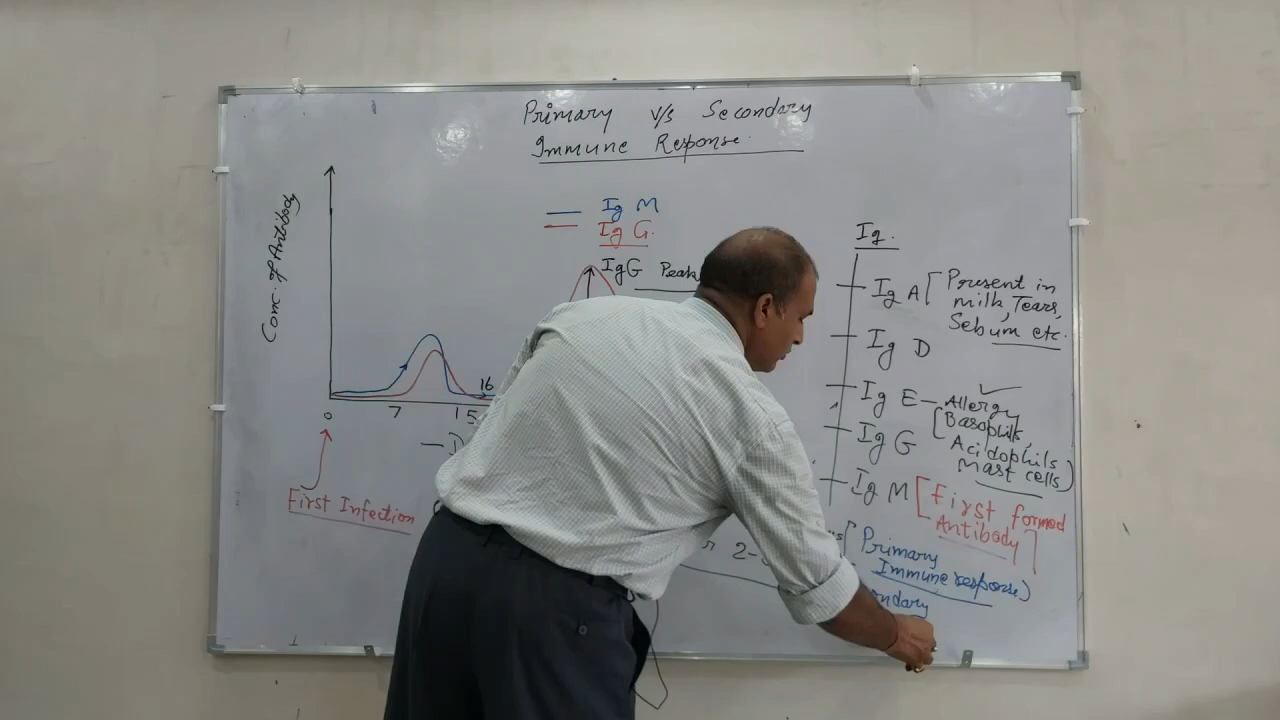 Primary v/s Secondary
Immune Response
Conc. of Antibody
Ig M
Ig G.
IgG Peak
16
0 7 15
First Infection
2-
Ig.
Ig A [Present in
milk, Tears,
Sebum etc.
Ig D
Ig E – Allergy
[Basophils,
Acidophils
Mast cells)
Ig G
Ig M [First formed
Antibody]
[Primary
Immune response)
ndary